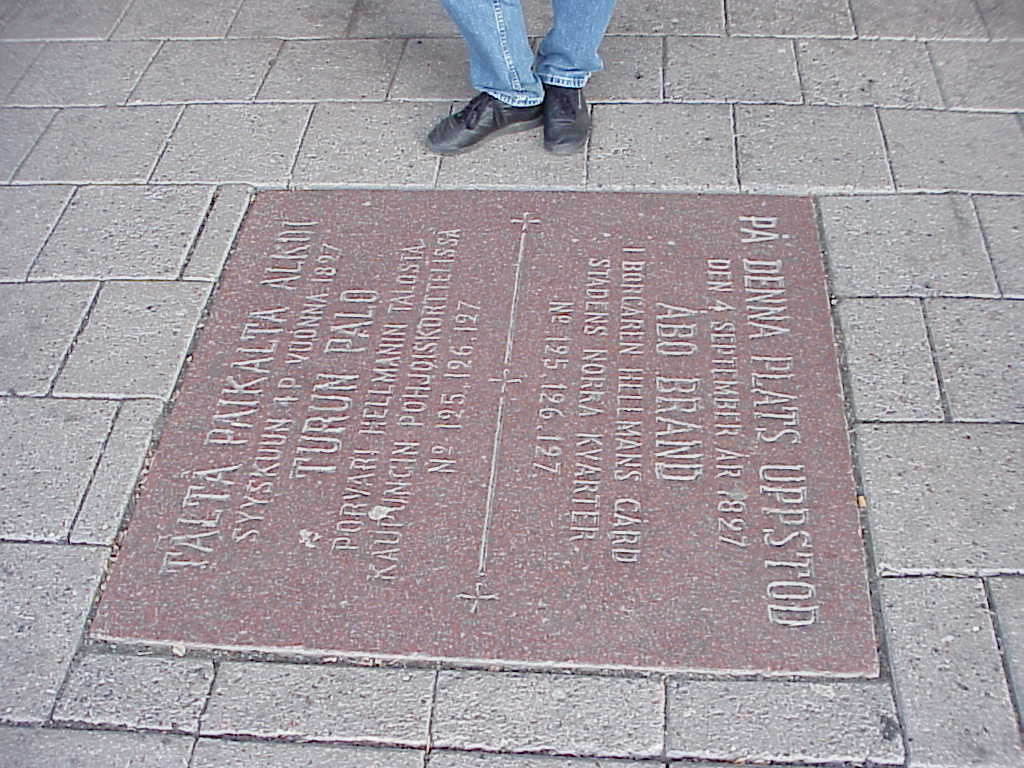 TÄLTÄ PAIKALTA ALKOI
SYYSKUUN 4 P VUONNA 1827
TURUN PALO
PORVARI HELLMANIN TALOSTA
KAUPUNGIN POHJOISKORTTELISSA
Nº 125.126.127
PÅ DENNA PLATS UPPSTOD
DEN 4 SEPTEMBER ÅR 1827
ÅBO BRAND
I BORGAREN HELLMANS GÅRD
STADENS NORRA KVARTER
Nº 125 126.127